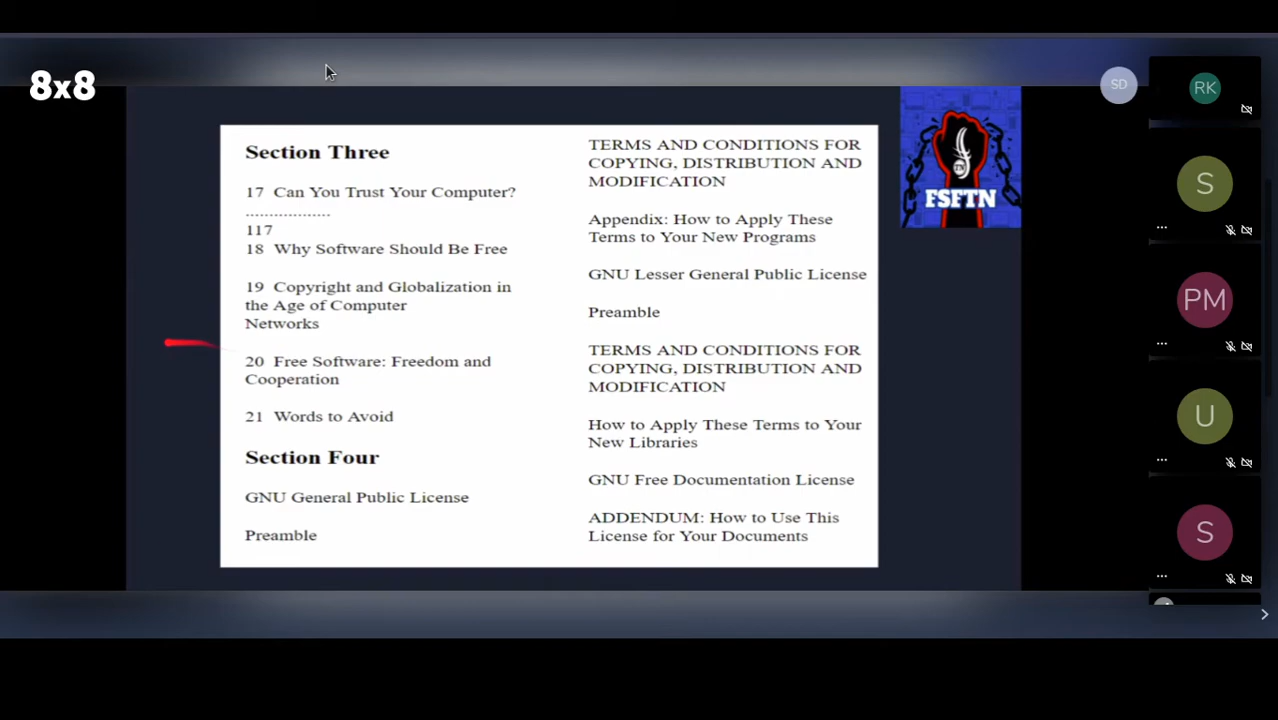 8x8
Section Three
17 Can You Trust Your Computer?
..................
117
18 Why Software Should Be Free
19 Copyright and Globalization in
the Age of Computer
Networks
20 Free Software: Freedom and
Cooperation
21 Words to Avoid
Section Four
GNU General Public License
Preamble
TERMS AND CONDITIONS FOR
COPYING, DISTRIBUTION AND
MODIFICATION
Appendix: How to Apply These
Terms to Your New Programs
GNU Lesser General Public License
Preamble
TERMS AND CONDITIONS FOR
COPYING, DISTRIBUTION AND
MODIFICATION
How to Apply These Terms to Your
New Libraries
GNU Free Documentation License
ADDENDUM: How to Use This
License for Your Documents
TN
FSFTN
SD
RK
S
PM
U
S